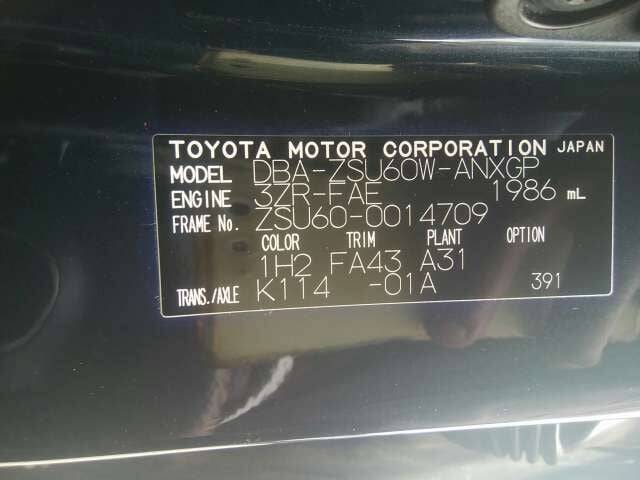 TOYOTA MOTOR CORPORATION JAPAN
MODEL DBA-ZSU60W-ANXGP
ENGINE 3ZR-FAE 1986 mL
FRAME No. ZSU60-0014709
COLOR TRIM PLANT OPTION
1H2 FA43 A31
TRANS./AXLE K114 -01A 391